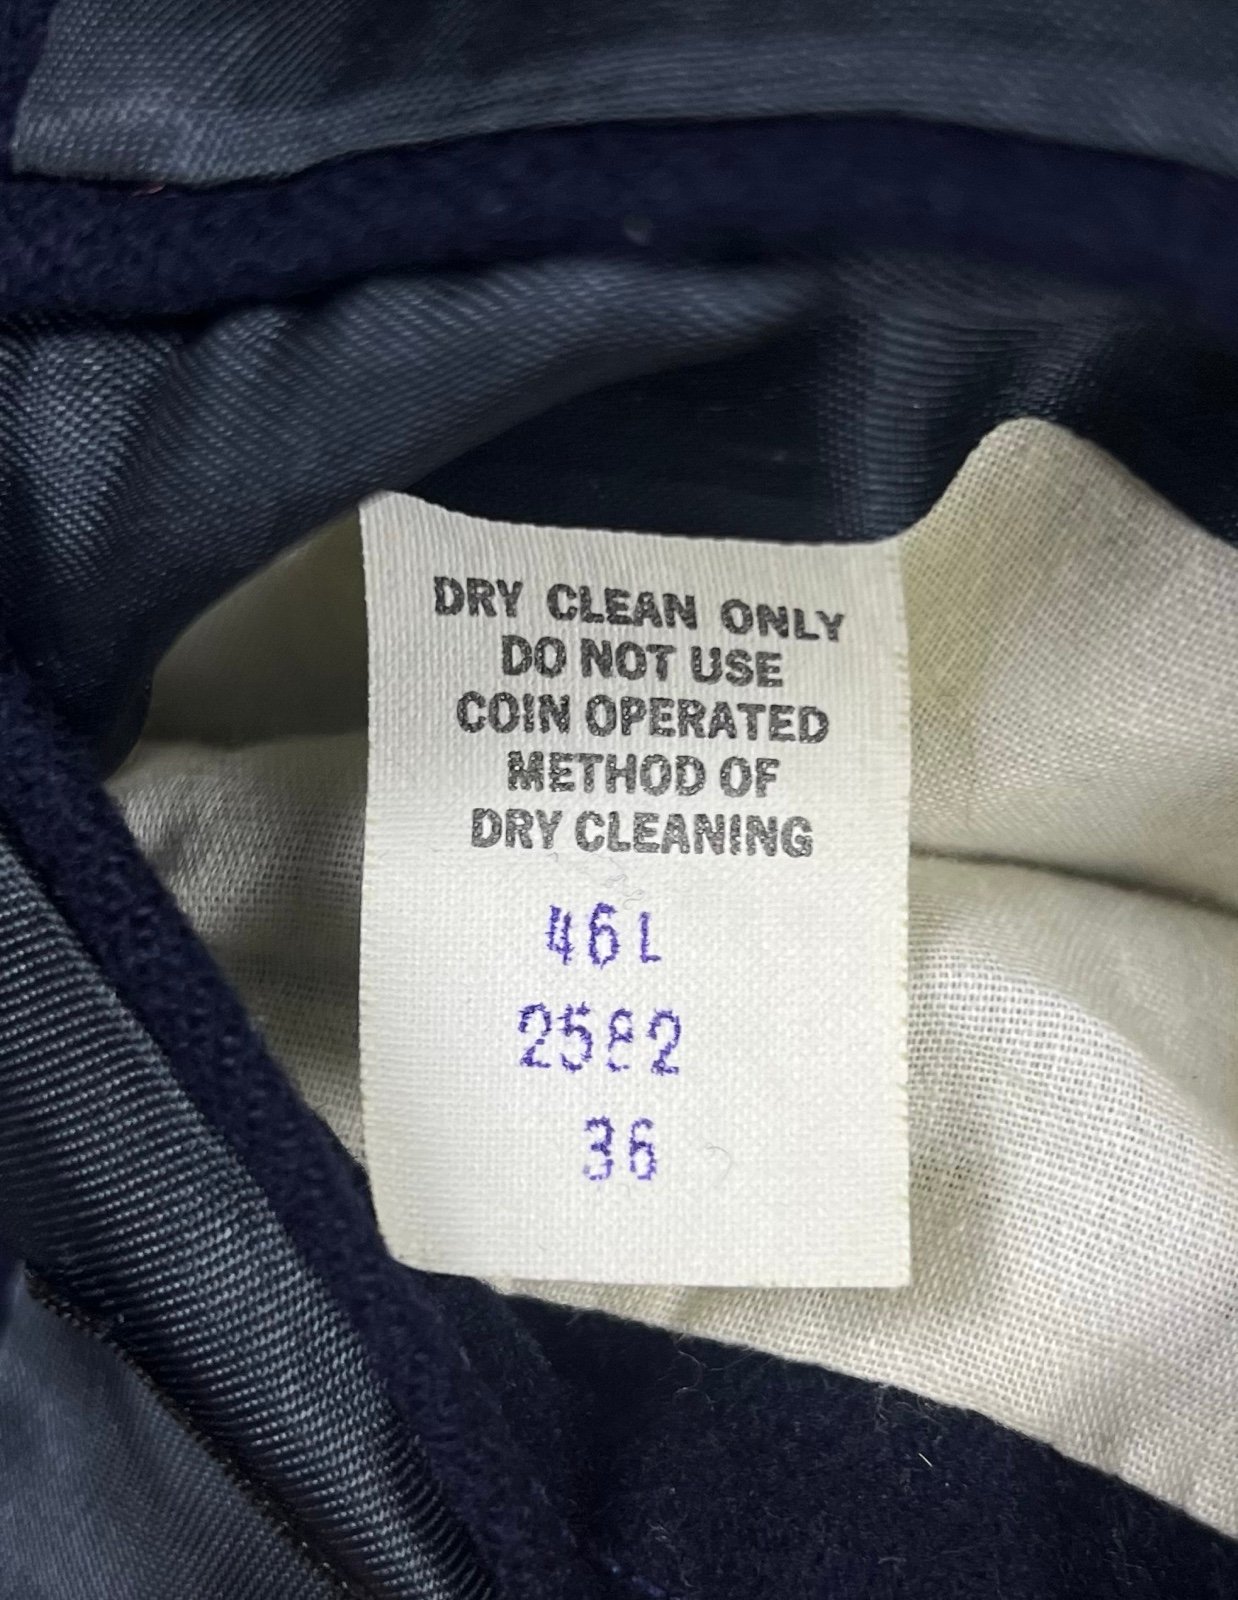 DRY CLEAN ONLY
DO NOT USE
COIN OPERATED
METHOD OF
DRY CLEANING
46L
2582
36